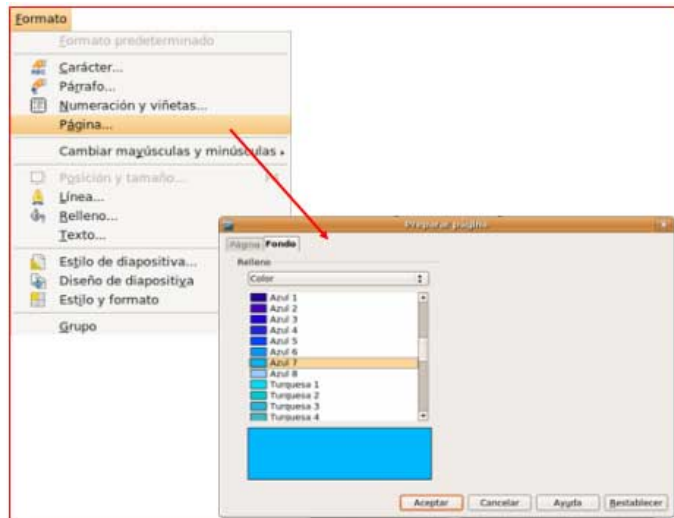 Formato
Formato predeterminado
Carácter...
Párrafo...
Numeración y viñetas...
Página...
Cambiar mayúsculas y minúsculas
Posición y tamaño...
Línea...
Relleno...
Texto...
Estilo de diapositiva...
Diseño de diapositiva
Estilo y formato
Grupo
Preparar página
Página Fondo
Relleno
Color
Azul 1
Azul 2
Azul 3
Azul 4
Azul 5
Azul 6
Azul 7
Azul 8
Turquesa 1
Turquesa 2
Turquesa 3
Turquesa 4
Aceptar Cancelar Ayuda Restablecer